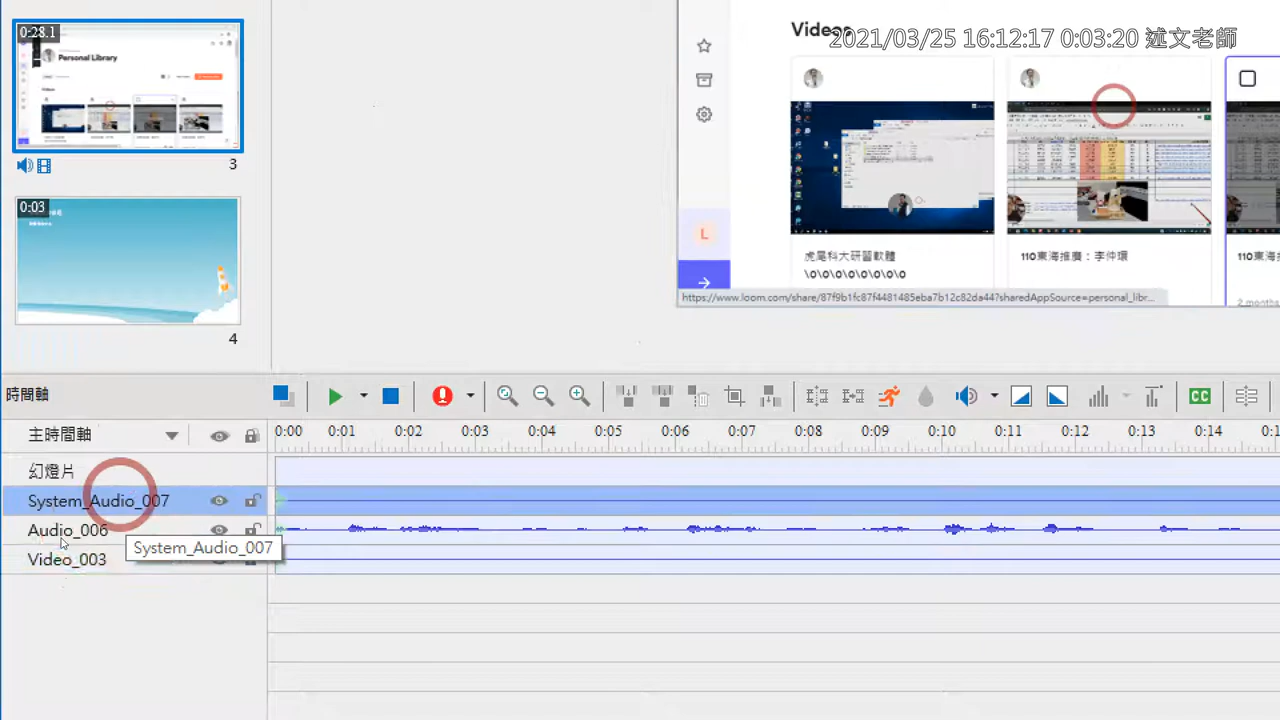 0:28.1
Personal Library
3
0:03
4
Videos
2021/03/25 16:12:17 0:03:20 述文老師
虎尾科大研習軟體
\0\0\0\0\0\0\0
110東海推廣：李仲環
110東海
L
https://www.loom.com/share/87f9b1fc87f4481485eba7b12c82da44?sharedAppSource=personal_libr...
2 months
時間軸
CC
主時間軸
0:00 0:01 0:02 0:03 0:04 0:05 0:06 0:07 0:08 0:09 0:10 0:11 0:12 0:13 0:14
幻燈片
System_Audio_007
Audio_006
System_Audio_007
Video_003